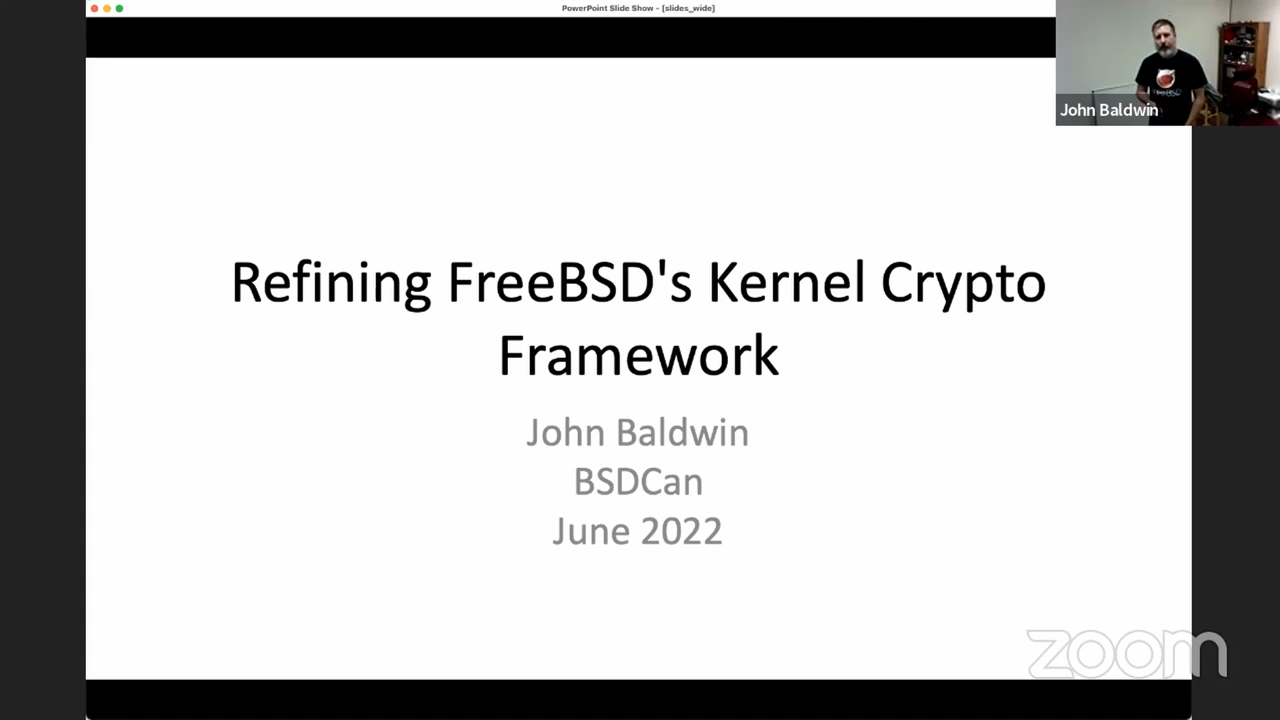 PowerPoint Slide Show - [slides_wide]
John Baldwin
Refining FreeBSD's Kernel Crypto
Framework
John Baldwin
BSDCan
June 2022
zoom